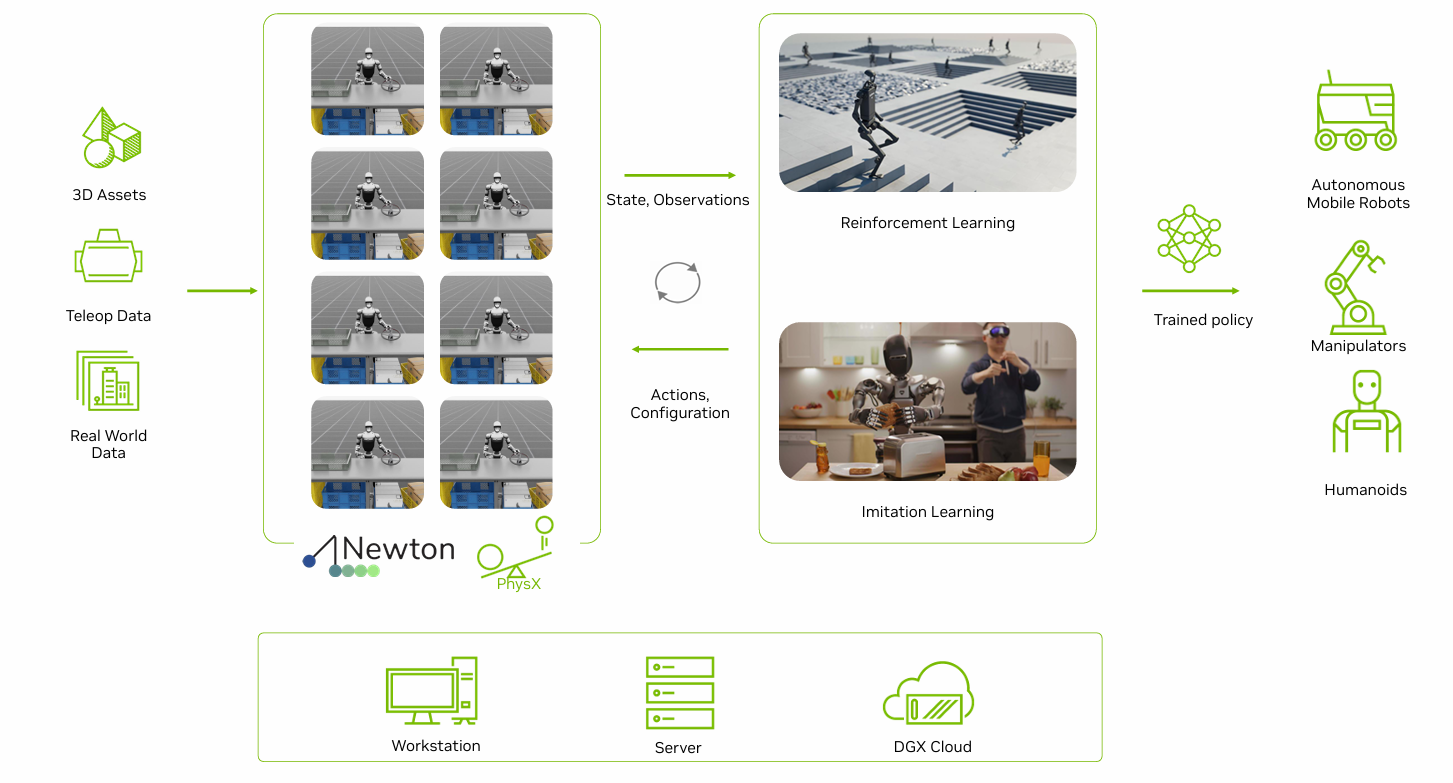 3D Assets
Teleop Data
Real World
Data
Newton
PhysX
State, Observations
Actions,
Configuration
Reinforcement Learning
Imitation Learning
Trained policy
Autonomous
Mobile Robots
Manipulators
Humanoids
Workstation
Server
DGX Cloud